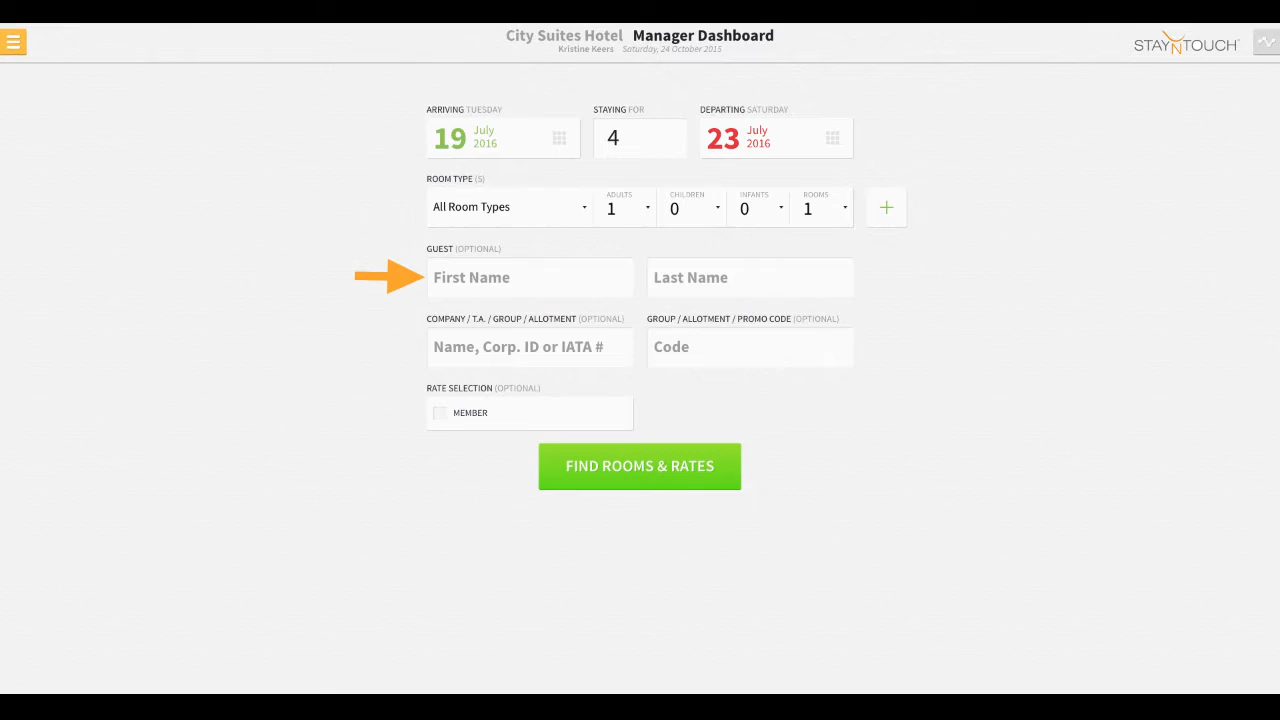 City Suites Hotel Manager Dashboard
Kristine Keers Saturday, 24 October 2015
STAYNTOUCH
ARRIVING TUESDAY STAYING FOR DEPARTING SATURDAY
19 July 2016 4 23 July 2016
ROOM TYPE (S)
ADULTS CHILDREN INFANTS ROOMS
All Room Types 1 0 0 1 +
GUEST (OPTIONAL)
First Name Last Name
COMPANY / T.A. / GROUP / ALLOTMENT (OPTIONAL) GROUP / ALLOTMENT / PROMO CODE (OPTIONAL)
Name, Corp. ID or IATA # Code
RATE SELECTION (OPTIONAL)
MEMBER
FIND ROOMS & RATES